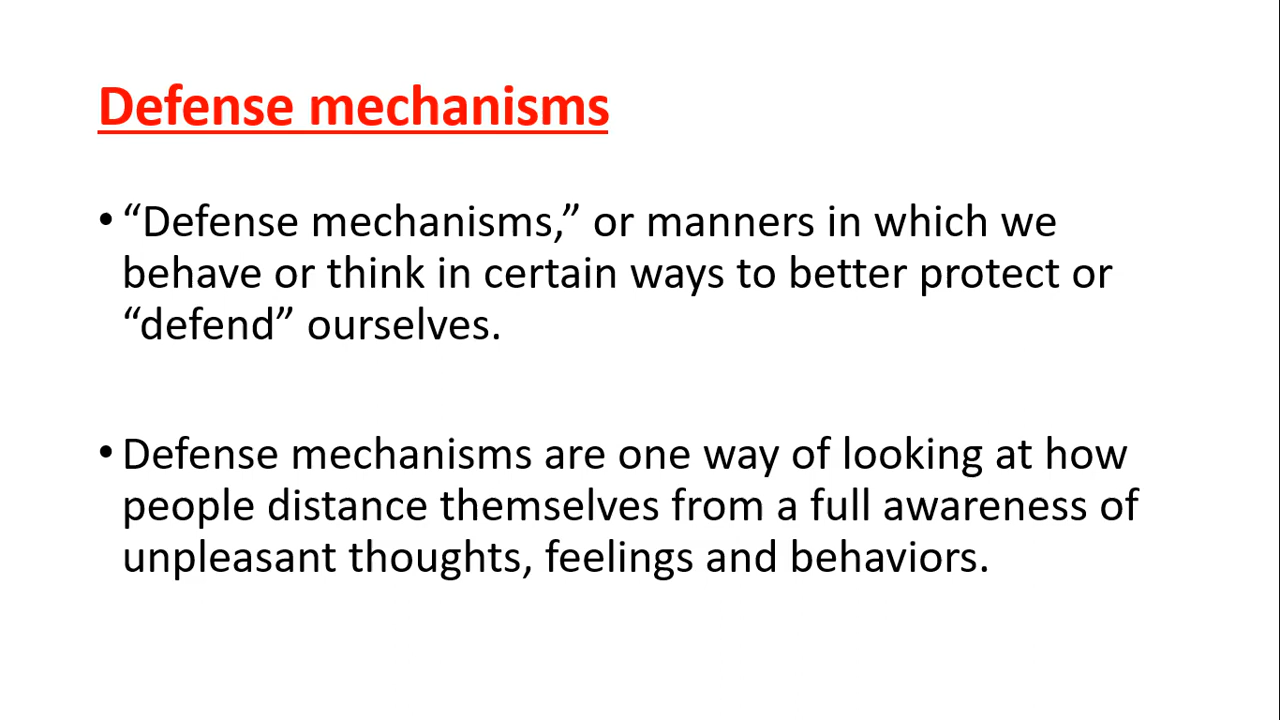 Defense mechanisms
• “Defense mechanisms,” or manners in which we
behave or think in certain ways to better protect or
“defend” ourselves.
• Defense mechanisms are one way of looking at how
people distance themselves from a full awareness of
unpleasant thoughts, feelings and behaviors.